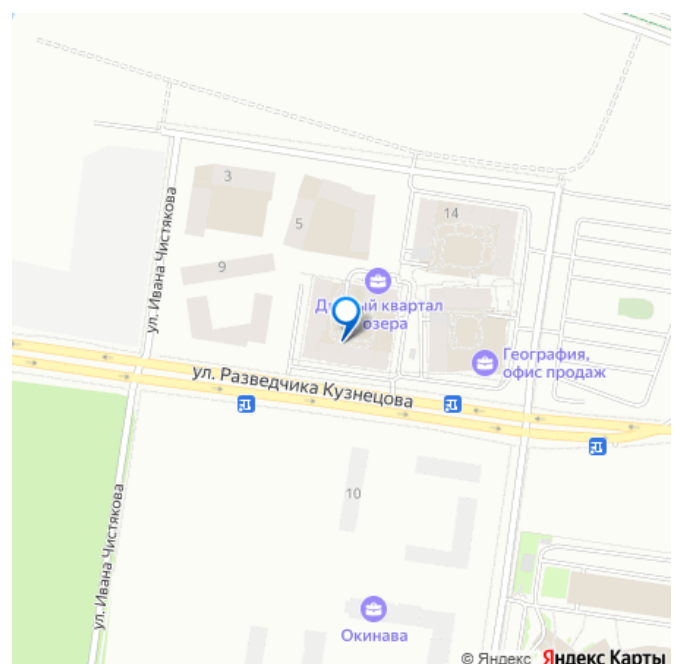 3
14
5
9
ул. Ивана Чистякова
квартал
озера
География,
офис продаж
ул. Разведчика Кузнецова
10
ул. Ивана Чистякова
Окинава
© Яндекс Яндекс Карты